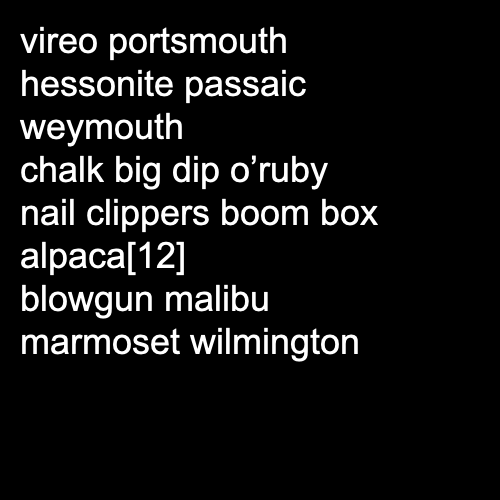 vireo portsmouth
hessonite passaic
weymouth
chalk big dip o’ruby
nail clippers boom box
alpaca[12]
blowgun malibu
marmoset wilmington